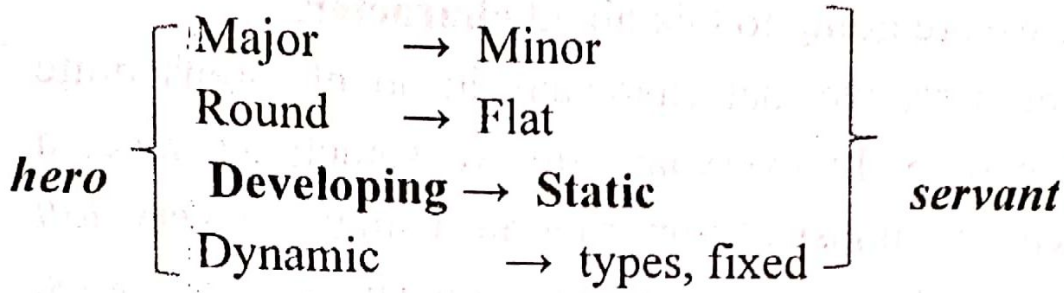 Major → Minor
Round → Flat
hero Developing → Static servant
Dynamic → types, fixed